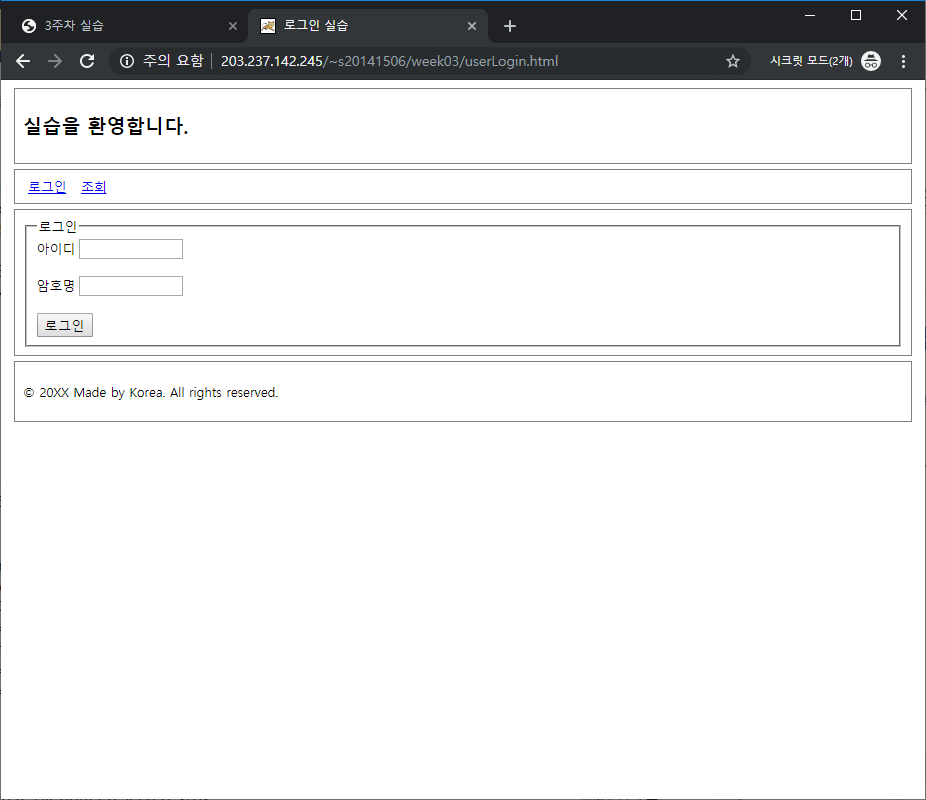 3주차 실습
로그인 실습
주의 요함 203.237.142.245/~s20141506/week03/userLogin.html 시크릿 모드(2개)
실습을 환영합니다.
로그인 조회
로그인
아이디
암호명
로그인
© 20XX Made by Korea. All rights reserved.